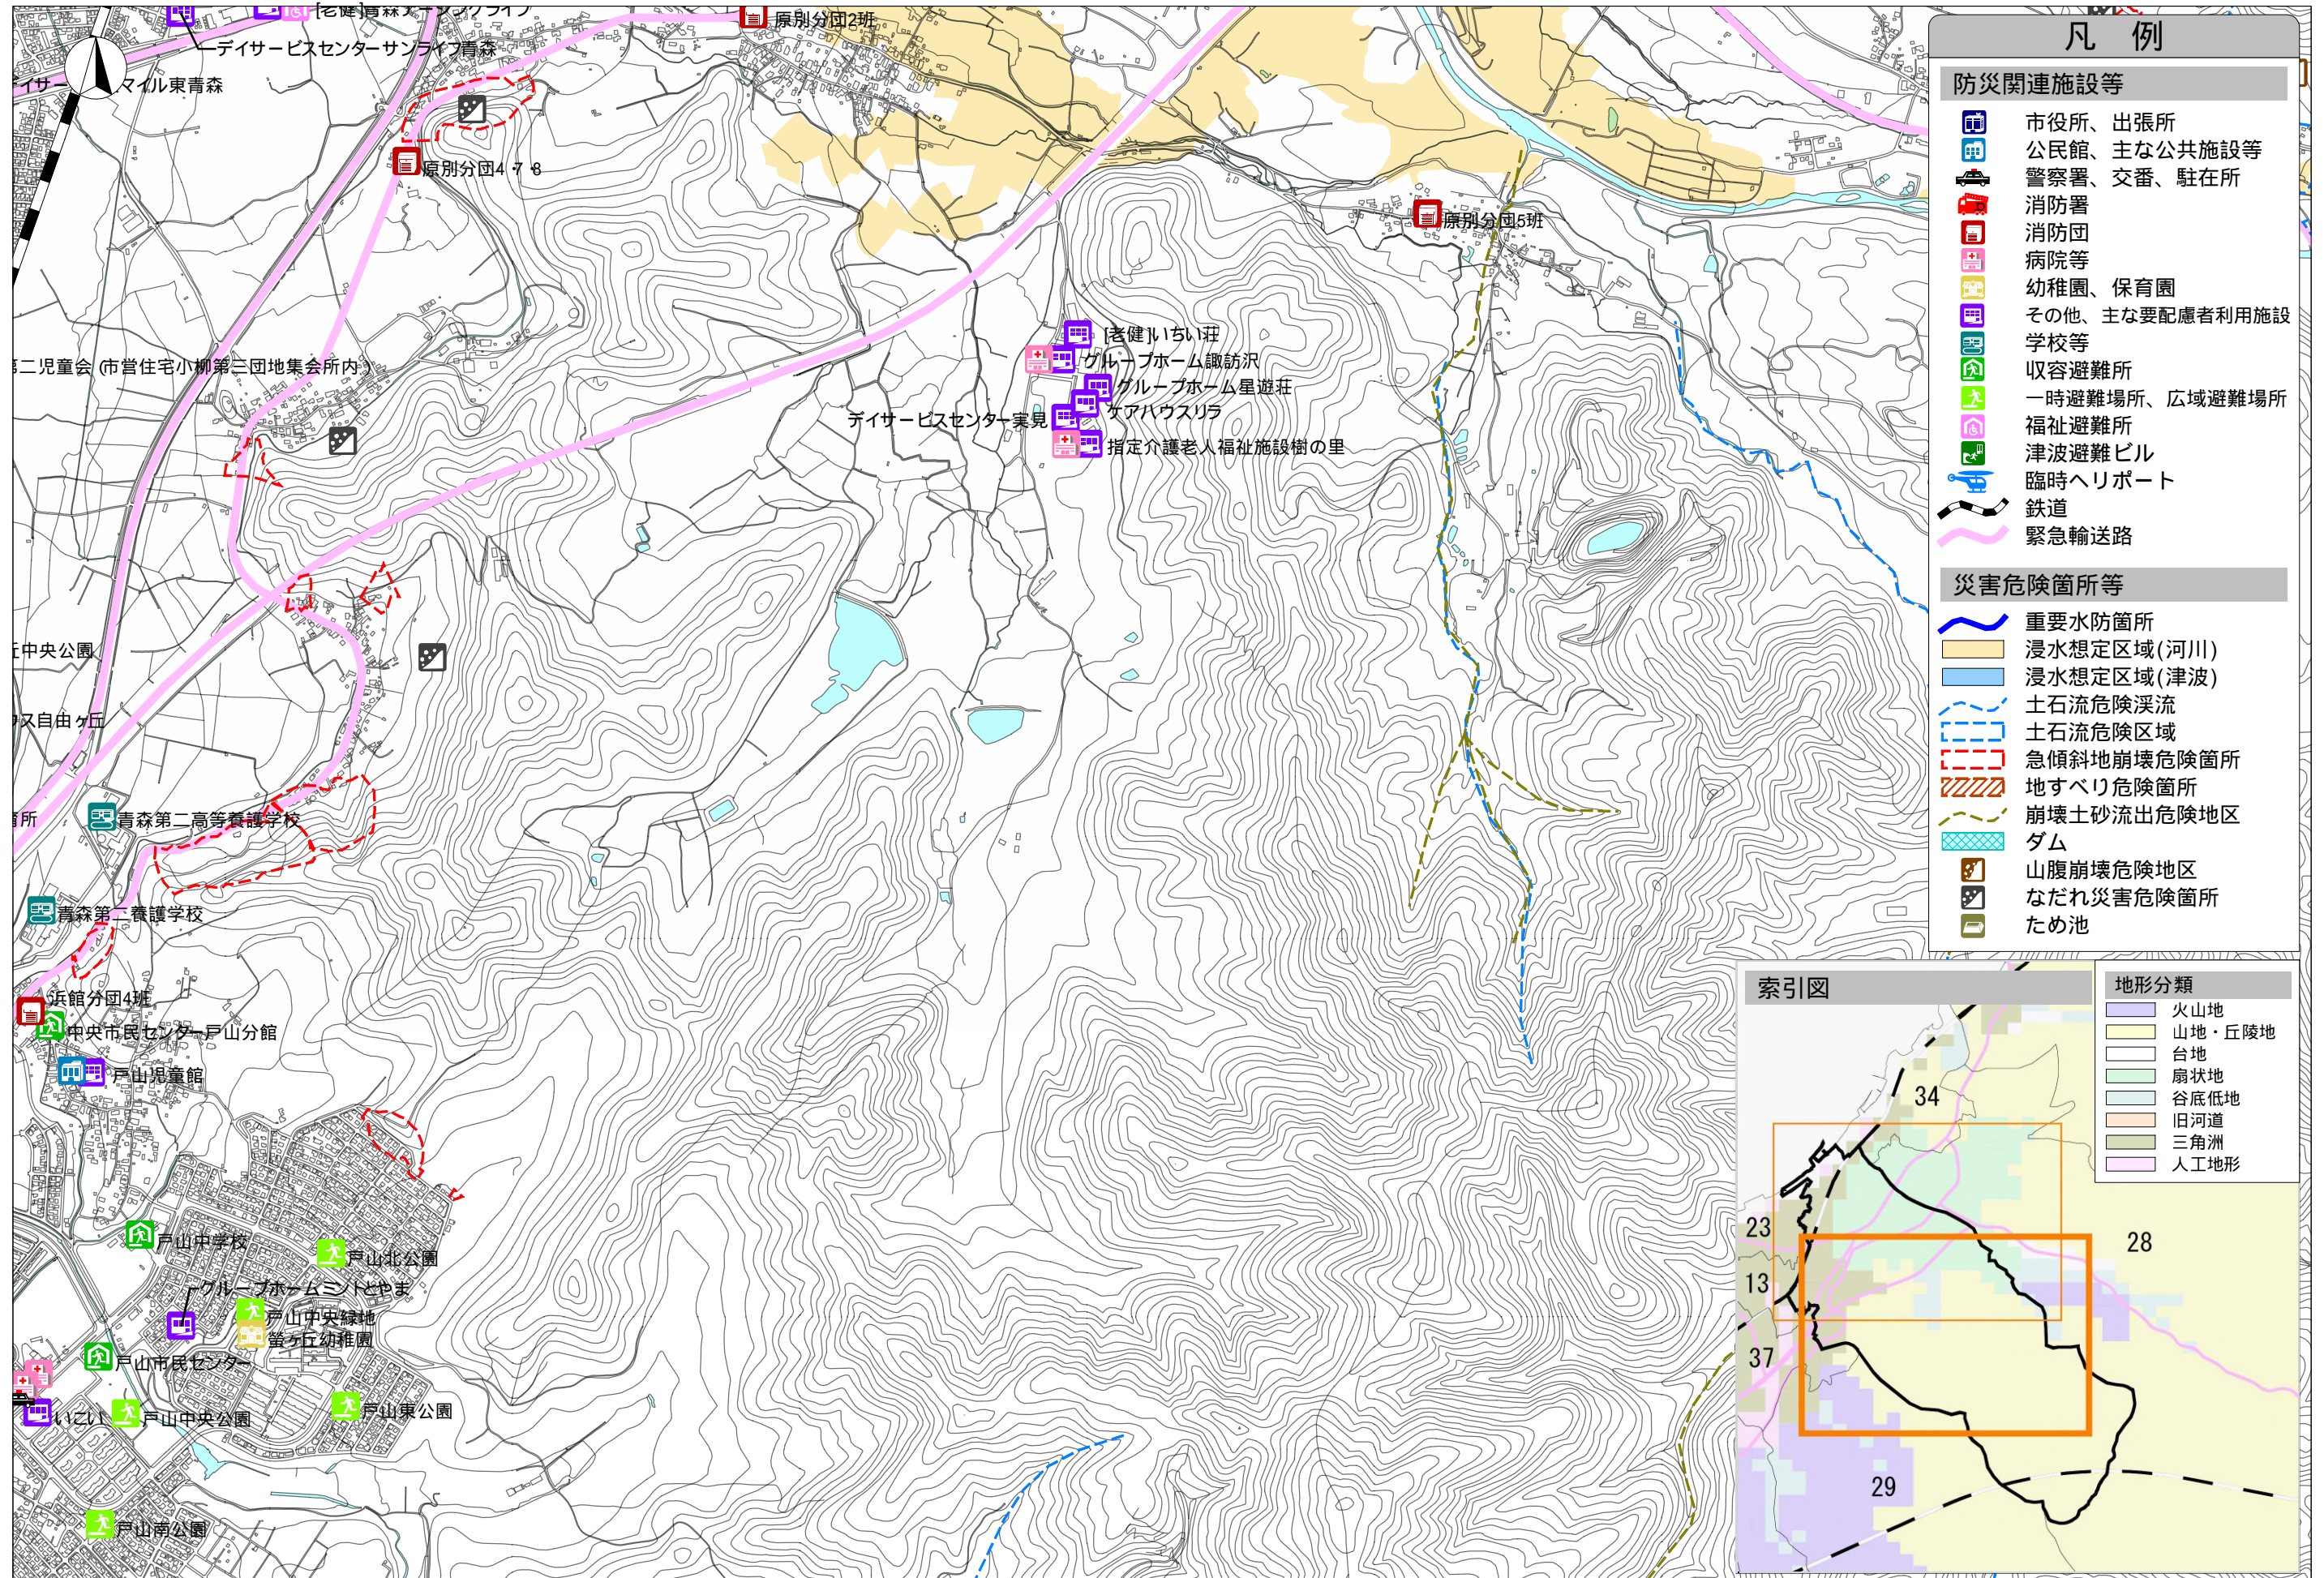 [老健]青森ナーシングライフ
デイサービスセンターサンライフ青森
マイル東青森
原別分団2班
原別分団4・7・8
原別分団5班
第二児童会(市営住宅小柳第三団地集会所内)
[老健]いちい荘
グループホーム諏訪沢
グループホーム星遊荘
ケアハウスリラ
デイサービスセンター実見
指定介護老人福祉施設樹の里
丘中央公園
ウス自由ヶ丘
育所
青森第二高等養護学校
青森第二養護学校
浜館分団4班
中央市民センター戸山分館
戸山児童館
戸山中学校
戸山北公園
グループホームミントとやま
戸山中央緑地
螢ヶ丘幼稚園
戸山市民センター
いこい
戸山中央公園
戸山東公園
戸山南公園
凡 例
防災関連施設等
市役所、出張所
公民館、主な公共施設等
警察署、交番、駐在所
消防署
消防団
病院等
幼稚園、保育園
その他、主な要配慮者利用施設
学校等
収容避難所
一時避難場所、広域避難場所
福祉避難所
津波避難ビル
臨時ヘリポート
鉄道
緊急輸送路
災害危険箇所等
重要水防箇所
浸水想定区域(河川)
浸水想定区域(津波)
土石流危険渓流
土石流危険区域
急傾斜地崩壊危険箇所
地すべり危険箇所
崩壊土砂流出危険地区
ダム
山腹崩壊危険地区
なだれ災害危険箇所
ため池
索引図
34
23
13
28
37
29
地形分類
火山地
山地・丘陵地
台地
扇状地
谷底低地
旧河道
三角洲
人工地形